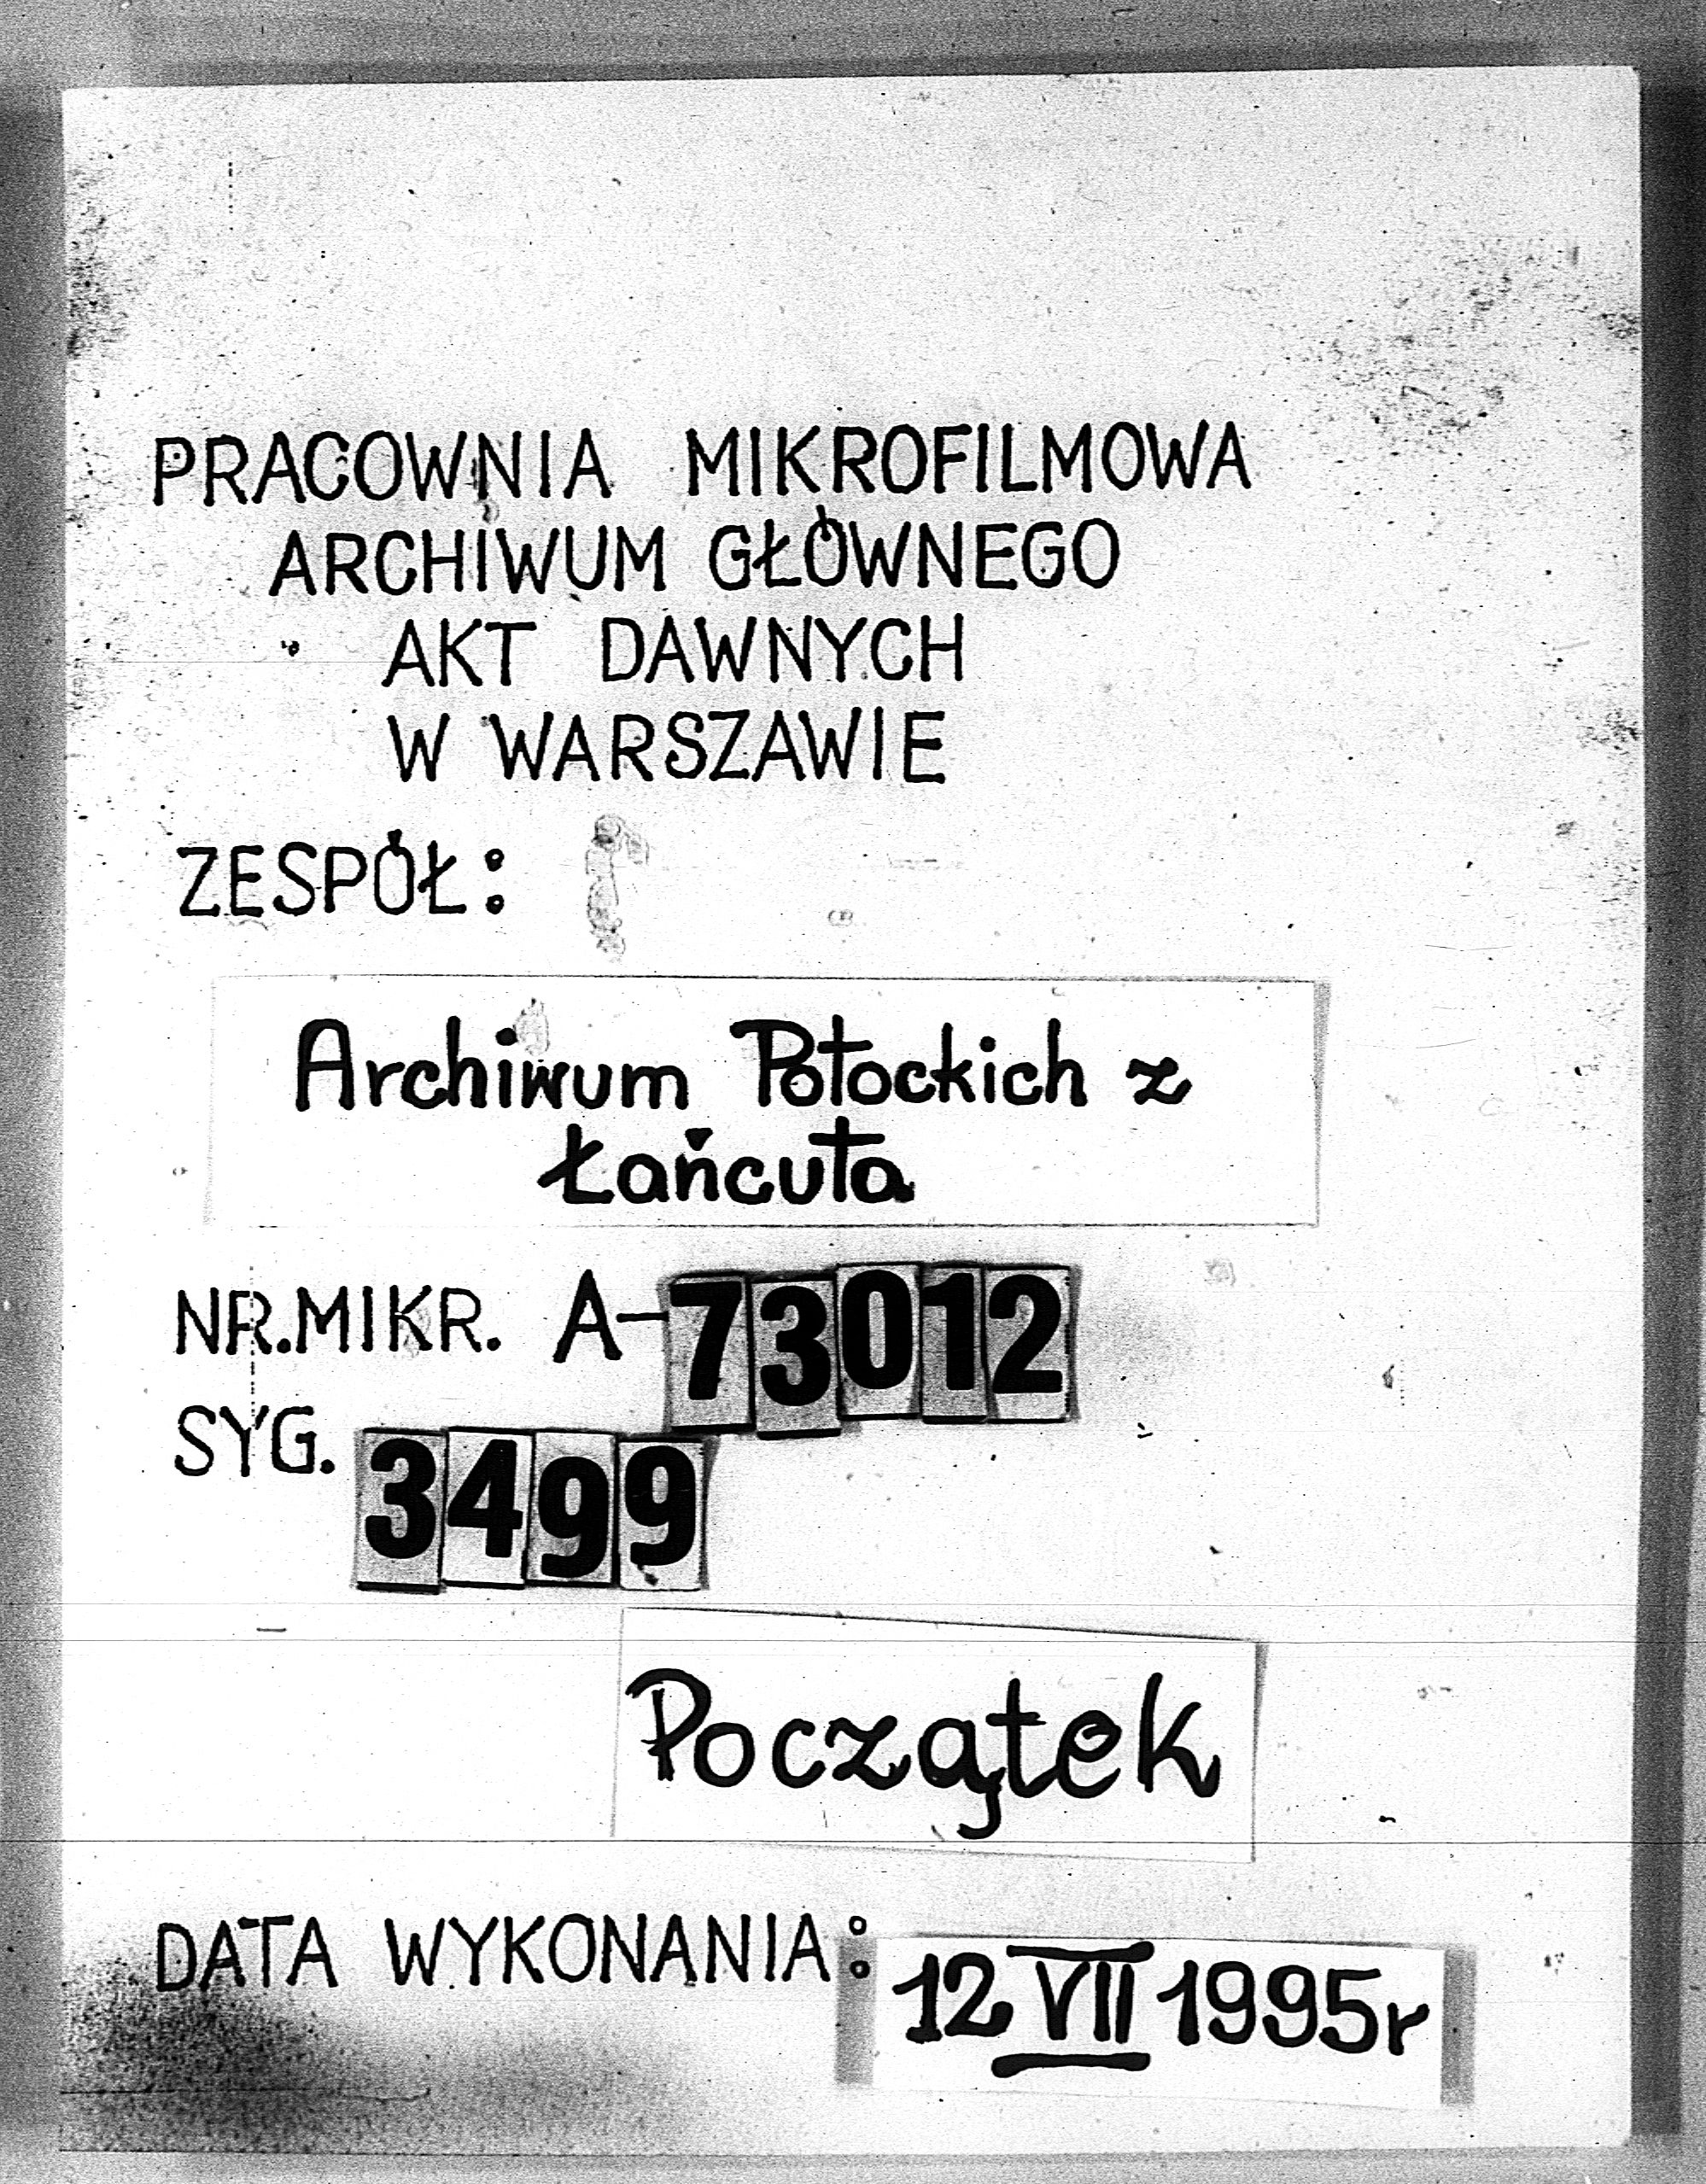 PRACOWNIA MIKROFILMOWA
ARCHIWUM GŁÓWNEGO
AKT DAWNYCH
W WARSZAWIE
ZESPÓŁ:
Archiwum Potockich z
Łańcuta
NR.MIKR. A-73012
SYG. 3499
Początek
DATA WYKONANIA: 12 VII 1995r